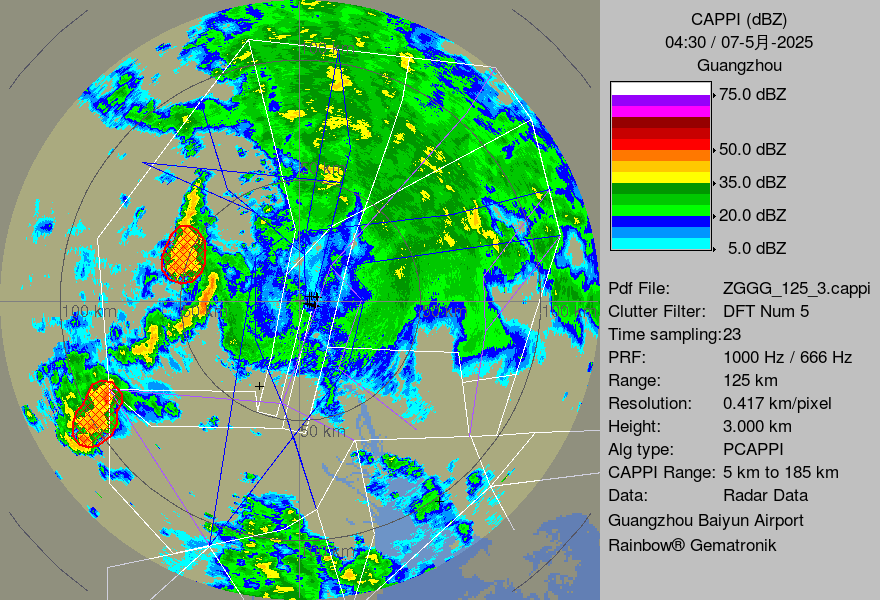 CAPPI (dBZ)
04:30 / 07-5月-2025
Guangzhou
75.0 dBZ
50.0 dBZ
35.0 dBZ
20.0 dBZ
5.0 dBZ
Pdf File: ZGGG_125_3.cappi
Clutter Filter: DFT Num 5
Time sampling:23
PRF: 1000 Hz / 666 Hz
Range: 125 km
Resolution: 0.417 km/pixel
Height: 3.000 km
Alg type: PCAPPI
CAPPI Range: 5 km to 185 km
Data: Radar Data
Guangzhou Baiyun Airport
Rainbow® Gematronik
100 km
50 km